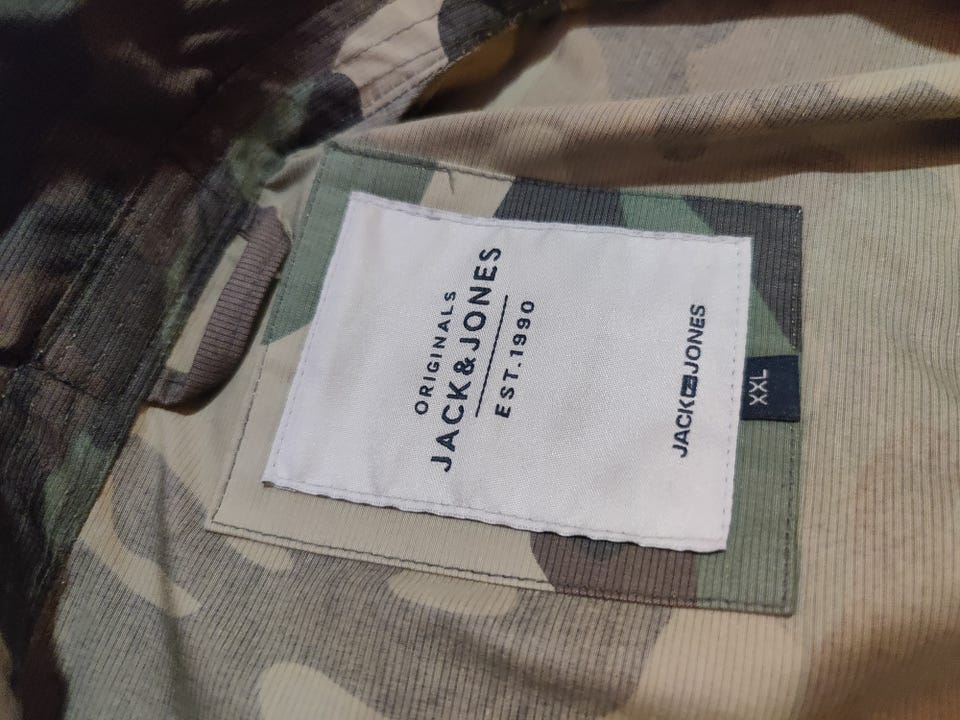 ORIGINALS
JACK&JONES
EST.1990
JACK JONES
XXL